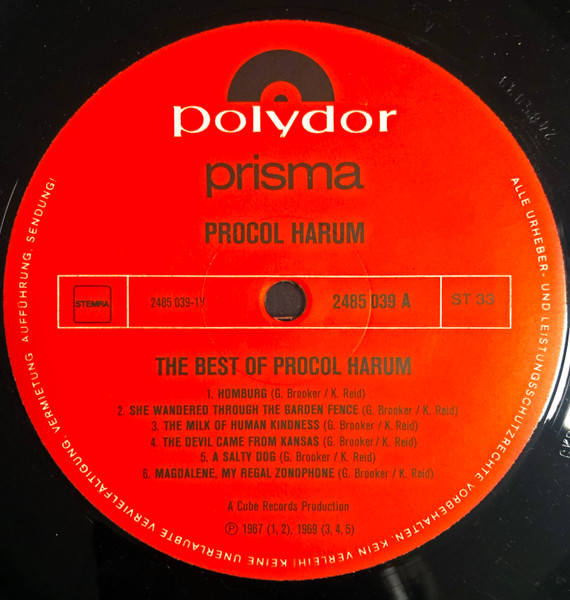 polydor
prisma
PROCOL HARUM
STEMRA
2485 039-1Y
2485 039 A
ST 33
THE BEST OF PROCOL HARUM
1. HOMBURG (G. Brooker / K. Reid)
2. SHE WANDERED THROUGH THE GARDEN FENCE (G. Brooker / K. Reid)
3. THE MILK OF HUMAN KINDNESS (G. Brooker / K. Reid)
4. THE DEVIL CAME FROM KANSAS (G. Brooker / K. Reid)
5. A SALTY DOG (G. Brooker / K. Reid)
6. MAGDALENE, MY REGAL ZONOPHONE (G. Brooker / K. Reid)
A Cube Records Production
Ⓟ 1967 (1, 2), 1969 (3, 4, 5)
ALLE URHEBER- UND LEISTUNGSSCHUTZRECHTE VORBEHALTEN. KEIN VERLEIH! KEINE UNERLAUBTE VERVIELFÄLTIGUNG, VERMIETUNG, AUFFÜHRUNG, SENDUNG!